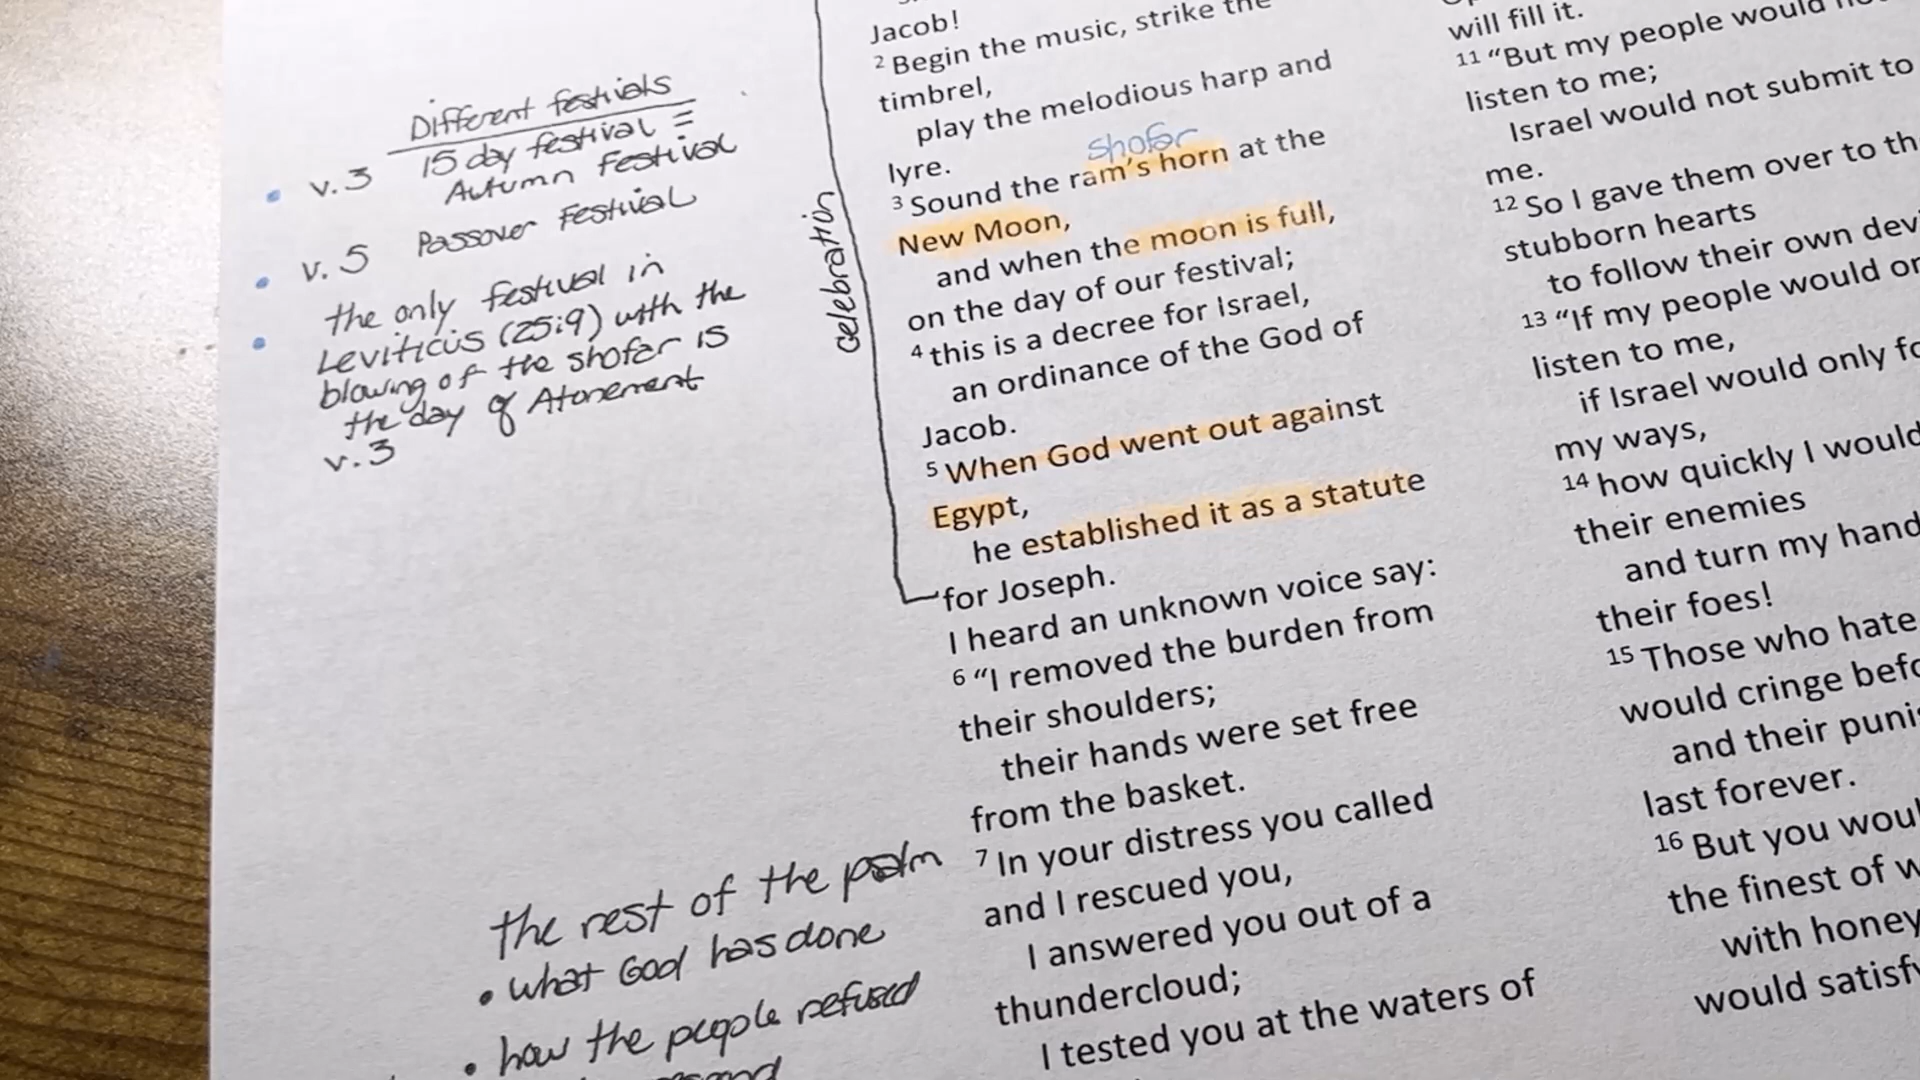 Different festivals
• v.3 15 day festival =
Autumn Festival
• v.5 Passover Festival
• the only festival in
Leviticus (25:9) with the
blowing of the shofar is
the day of Atonement
v.3
the rest of the psalm
• what God has done
• how the people refused
Celebration
Jacob!
2 Begin the music, strike the
timbrel,
play the melodious harp and
lyre.
shofar
3 Sound the ram's horn at the
New Moon,
and when the moon is full,
on the day of our festival;
4 this is a decree for Israel,
an ordinance of the God of
Jacob.
5 When God went out against
Egypt,
he established it as a statute
for Joseph.
I heard an unknown voice say:
6 “I removed the burden from
their shoulders;
their hands were set free
from the basket.
7 In your distress you called
and I rescued you,
I answered you out of a
thundercloud;
I tested you at the waters of
will fill it.
11 “But my people would
listen to me;
Israel would not submit to
me.
12 So I gave them over to th
stubborn hearts
to follow their own dev
13 “If my people would on
listen to me,
if Israel would only fo
my ways,
14 how quickly I would
their enemies
and turn my hand
their foes!
15 Those who hate
would cringe befo
and their puni
last forever.
16 But you woul
the finest of w
with honey
would satisfy